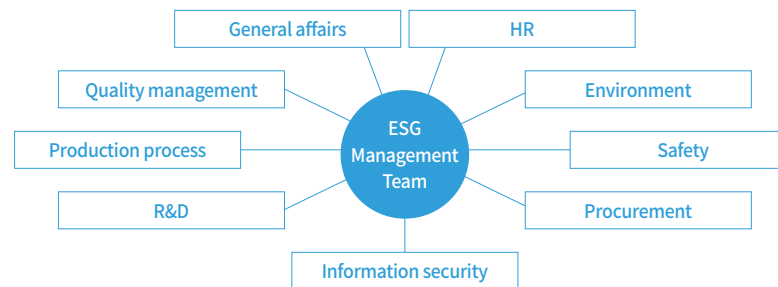 General affairs
HR
Quality management
Environment
ESG
Management
Team
Production process
Safety
R&D
Procurement
Information security